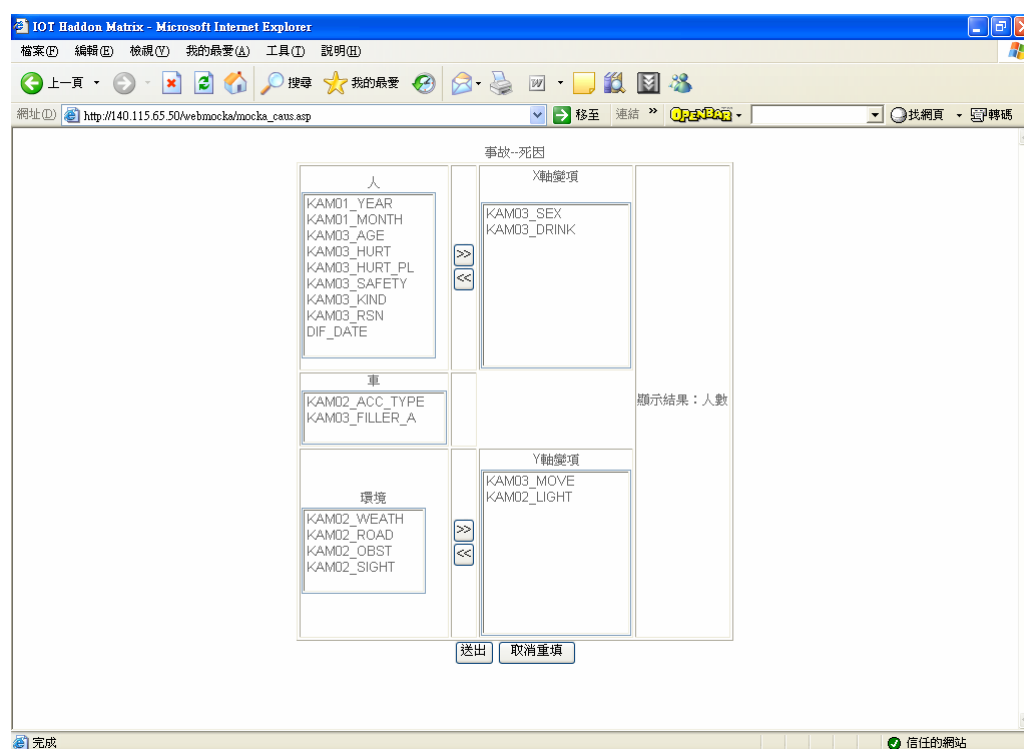 IOT Haddon Matrix - Microsoft Internet Explorer
檔案(F) 編輯(E) 檢視(V) 我的最愛(A) 工具(T) 說明(H)
上一頁 搜尋 我的最愛
網址(D) http://140.115.65.50/webmocka/mocka_caus.asp 移至 連結 » OPENBAR 找網頁 轉碼
事故--死因
人
KAM01_YEAR
KAM01_MONTH
KAM03_AGE
KAM03_HURT
KAM03_HURT_PL
KAM03_SAFETY
KAM03_KIND
KAM03_RSN
DIF_DATE
>>
<<
X軸變項
KAM03_SEX
KAM03_DRINK
車
KAM02_ACC_TYPE
KAM03_FILLER_A
顯示結果：人數
環境
KAM02_WEATH
KAM02_ROAD
KAM02_OBST
KAM02_SIGHT
>>
<<
Y軸變項
KAM03_MOVE
KAM02_LIGHT
送出 取消重填
完成 信任的網站